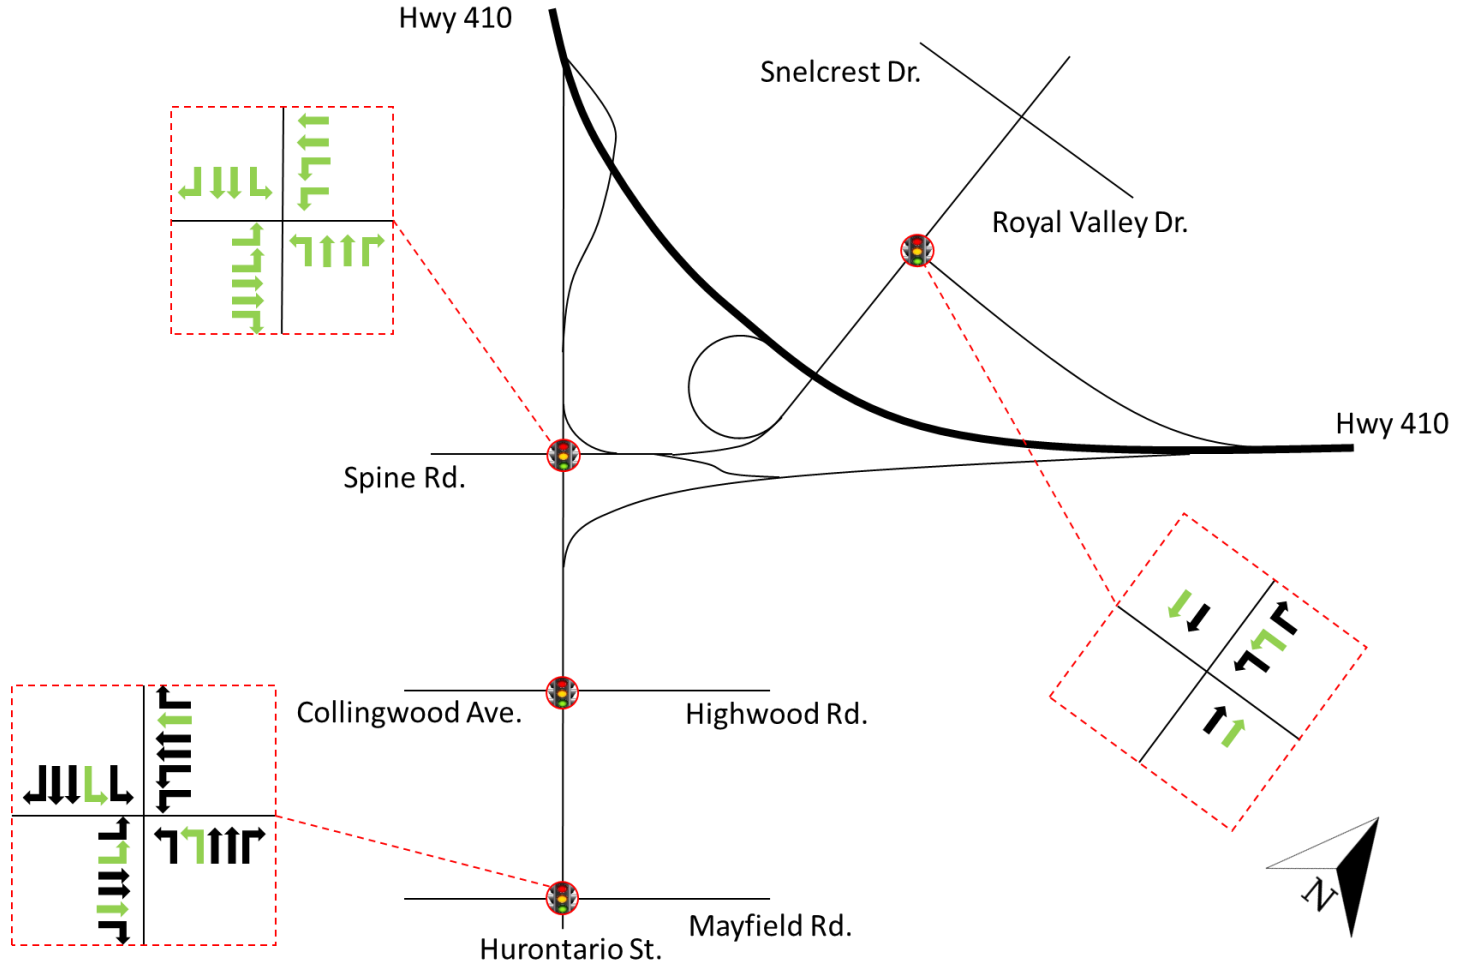 Hwy 410
Snelcrest Dr.
Royal Valley Dr.
Hwy 410
Spine Rd.
Collingwood Ave.
Highwood Rd.
Mayfield Rd.
Hurontario St.
N